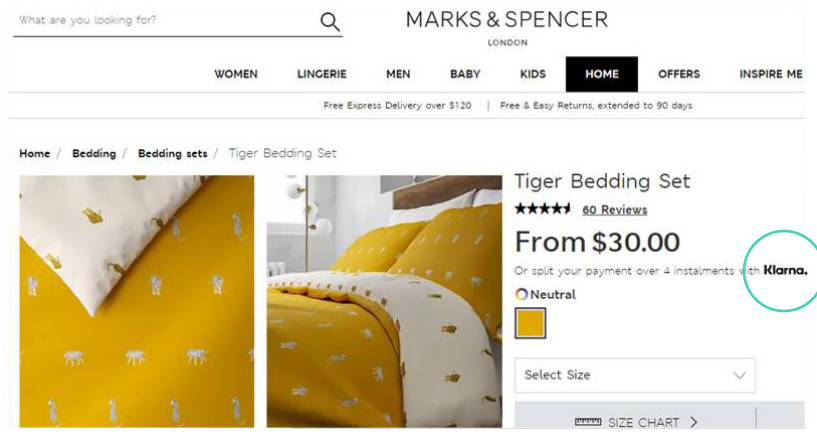 What are you looking for?
MARKS & SPENCER
LONDON
WOMEN LINGERIE MEN BABY KIDS HOME OFFERS INSPIRE ME
Free Express Delivery over $120 | Free & Easy Returns, extended to 90 days
Home / Bedding / Bedding sets / Tiger Bedding Set
Tiger Bedding Set
60 Reviews
From $30.00
Or split your payment over 4 instalments with Klarna.
Neutral
Select Size
SIZE CHART >